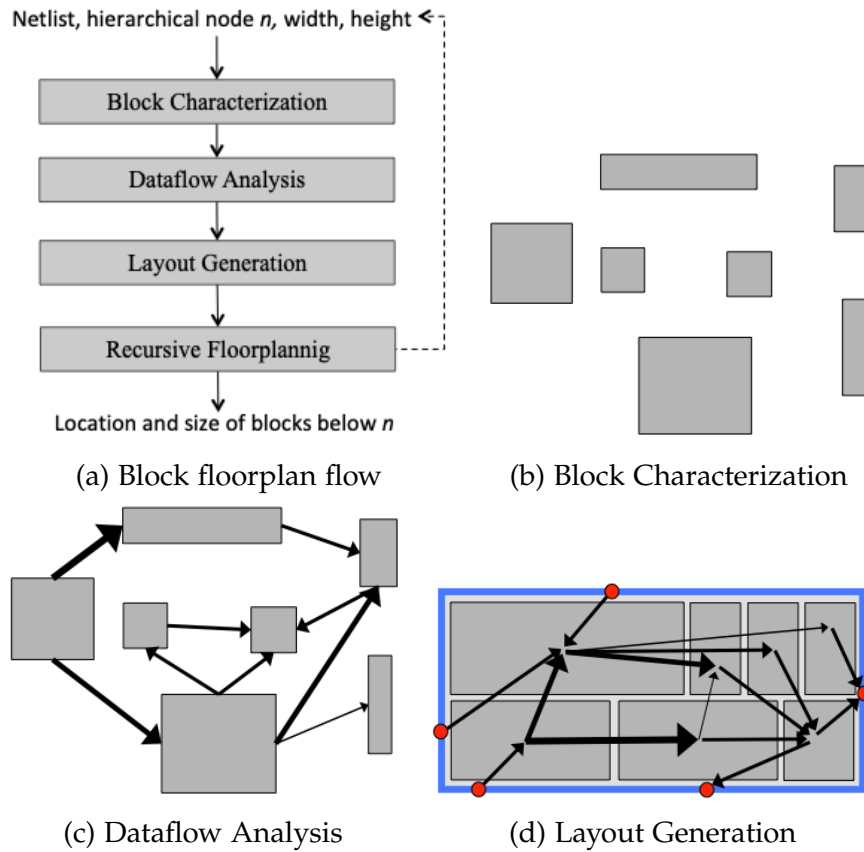 Netlist, hierarchical node n, width, height
Block Characterization
Dataflow Analysis
Layout Generation
Recursive Floorplannig
Location and size of blocks below n
(a) Block floorplan flow
(b) Block Characterization
(c) Dataflow Analysis
(d) Layout Generation